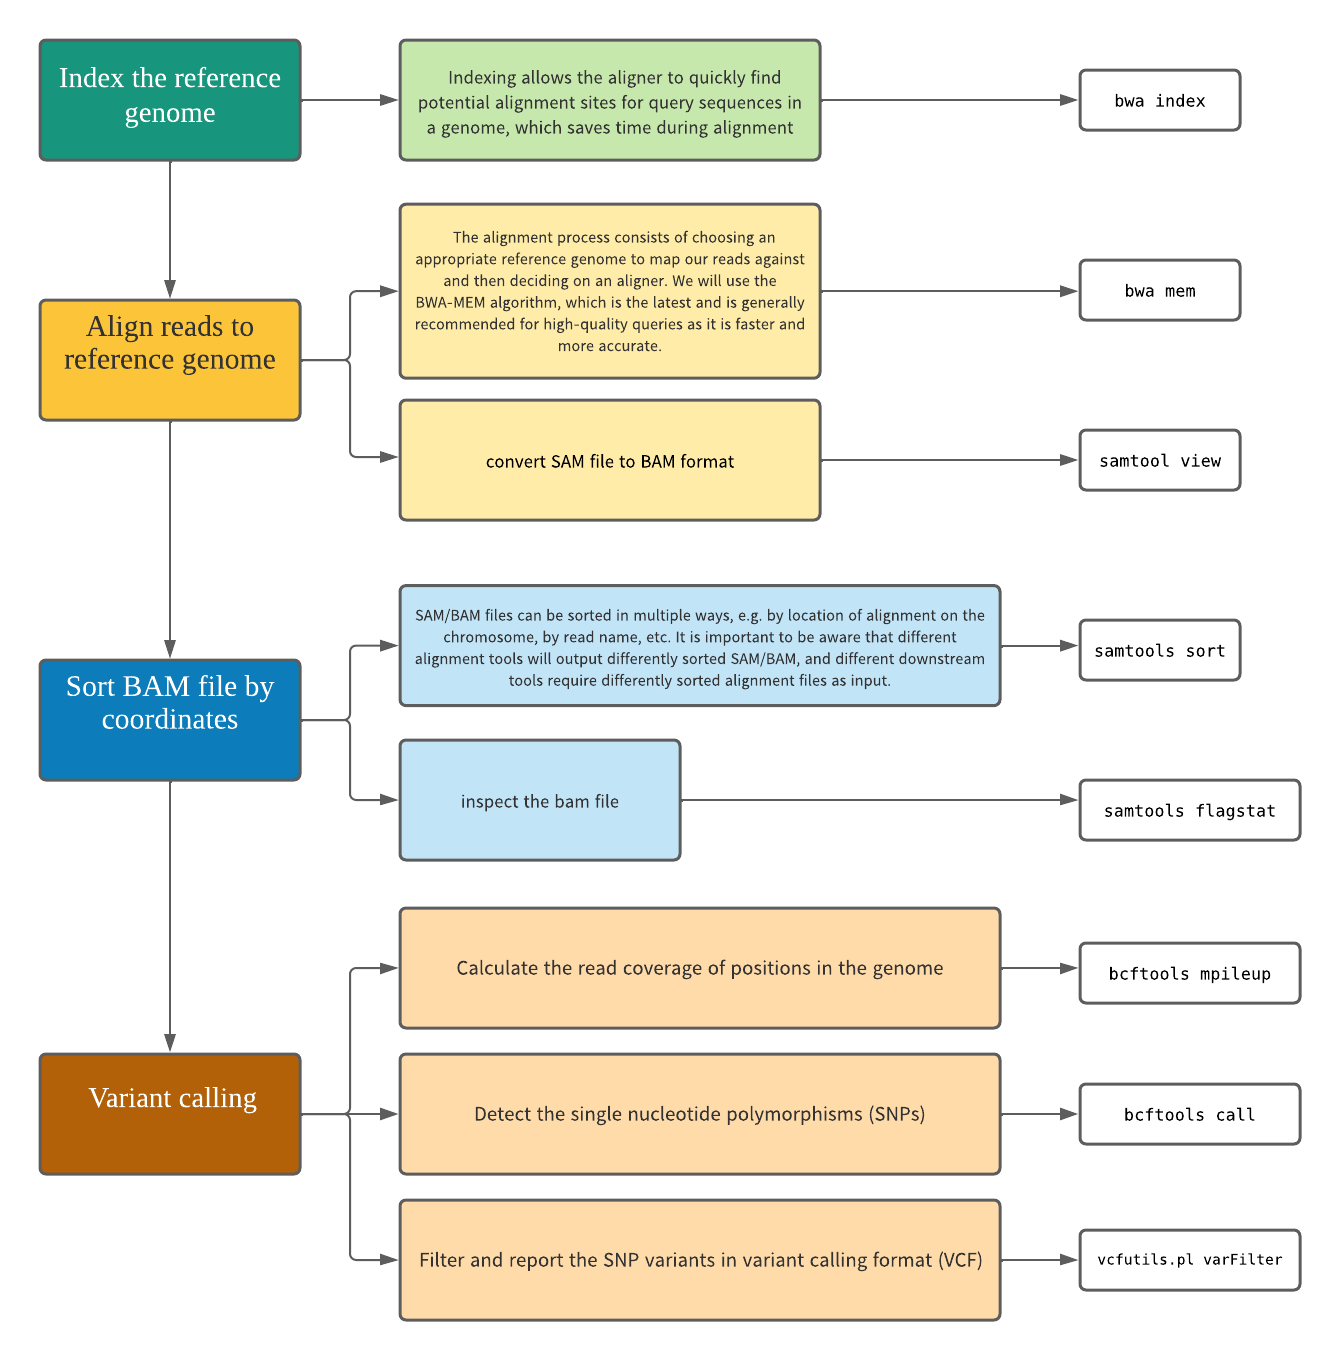 Index the reference
genome
Indexing allows the aligner to quickly find
potential alignment sites for query sequences in
a genome, which saves time during alignment
bwa index
The alignment process consists of choosing an
appropriate reference genome to map our reads against
and then deciding on an aligner. We will use the
BWA-MEM algorithm, which is the latest and is generally
recommended for high-quality queries as it is faster and
more accurate.
bwa mem
Align reads to
reference genome
convert SAM file to BAM format
samtool view
SAM/BAM files can be sorted in multiple ways, e.g. by location of alignment on the
chromosome, by read name, etc. It is important to be aware that different
alignment tools will output differently sorted SAM/BAM, and different downstream
tools require differently sorted alignment files as input.
samtools sort
Sort BAM file by
coordinates
inspect the bam file
samtools flagstat
Calculate the read coverage of positions in the genome
bcftools mpileup
Variant calling
Detect the single nucleotide polymorphisms (SNPs)
bcftools call
Filter and report the SNP variants in variant calling format (VCF)
vcfutils.pl varFilter